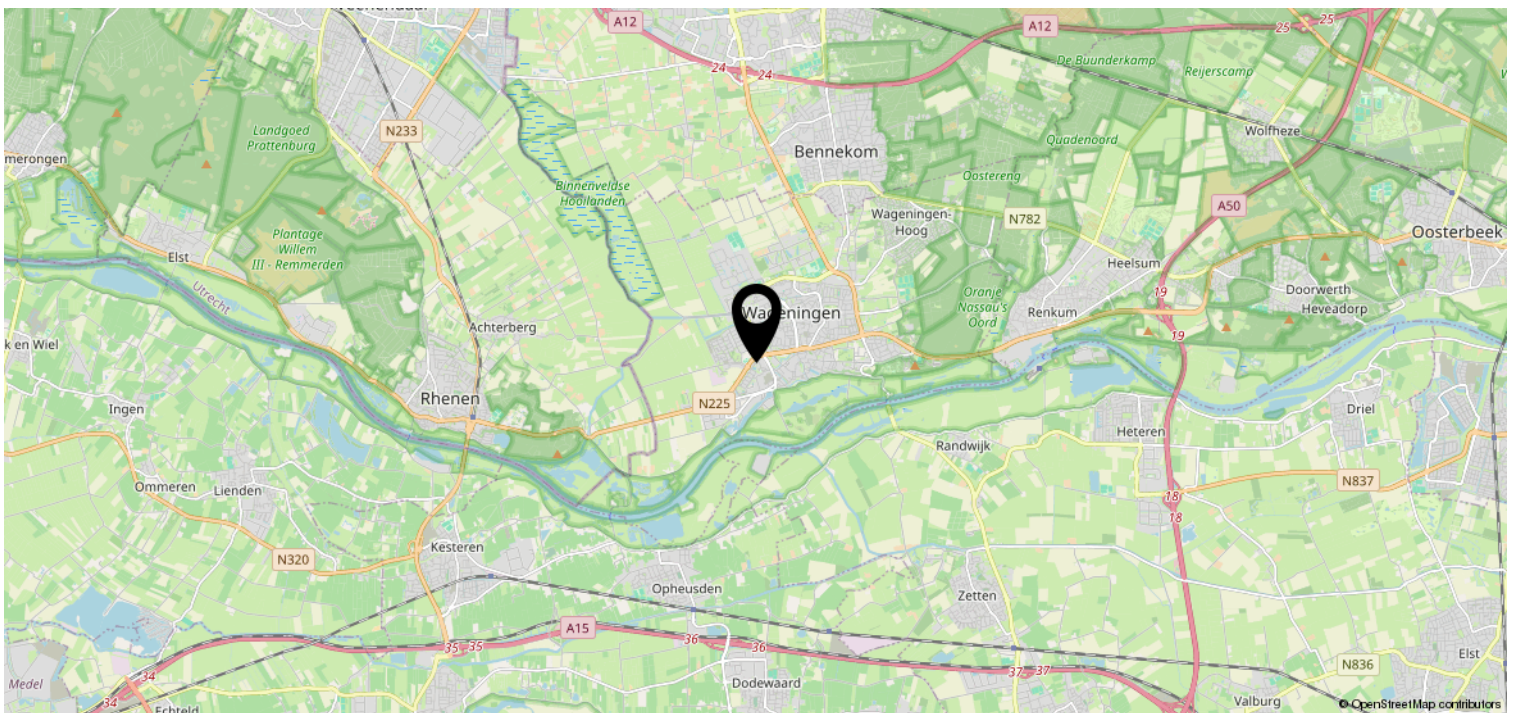 A12
A12
25
25
24
24
De Buunderkamp
Reijerscamp
N233
Landgoed
Prattenburg
Wolfheze
merongen
Quadenoord
Bennekom
Oostereng
Binnenveldse
Hooilanden
A50
Wageningen-
Hoog
N782
Plantage
Willem
III - Remmerden
Oosterbeek
Elst
Heelsum
Utrecht
Oranje
Nassau's
Oord
19
Doorwerth
Heveadorp
Wageningen
Renkum
Achterberg
19
k en Wiel
Rhenen
N225
Ingen
Driel
Heteren
Randwijk
Ommeren
Lienden
N837
18
18
Kesteren
N320
Opheusden
Zetten
A15
36
36
35
35
Elst
N836
37
37
34
34
Medel
Dodewaard
Valburg
Echteld
© OpenStreetMap contributors